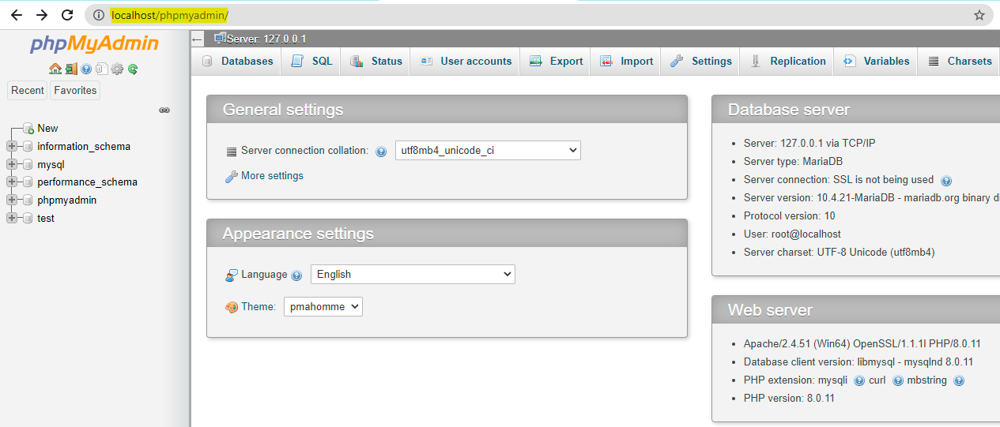 localhost/phpmyadmin/
phpMyAdmin
Recent Favorites
New
information_schema
mysql
performance_schema
phpmyadmin
test
Server: 127.0.0.1
Databases SQL Status User accounts Export Import Settings Replication Variables Charsets
General settings
Server connection collation: utf8mb4_unicode_ci
More settings
Appearance settings
Language English
Theme: pmahomme
Database server
Server: 127.0.0.1 via TCP/IP
Server type: MariaDB
Server connection: SSL is not being used
Server version: 10.4.21-MariaDB - mariadb.org binary di
Protocol version: 10
User: root@localhost
Server charset: UTF-8 Unicode (utf8mb4)
Web server
Apache/2.4.51 (Win64) OpenSSL/1.1.1l PHP/8.0.11
Database client version: libmysql - mysqlnd 8.0.11
PHP extension: mysqli curl mbstring
PHP version: 8.0.11